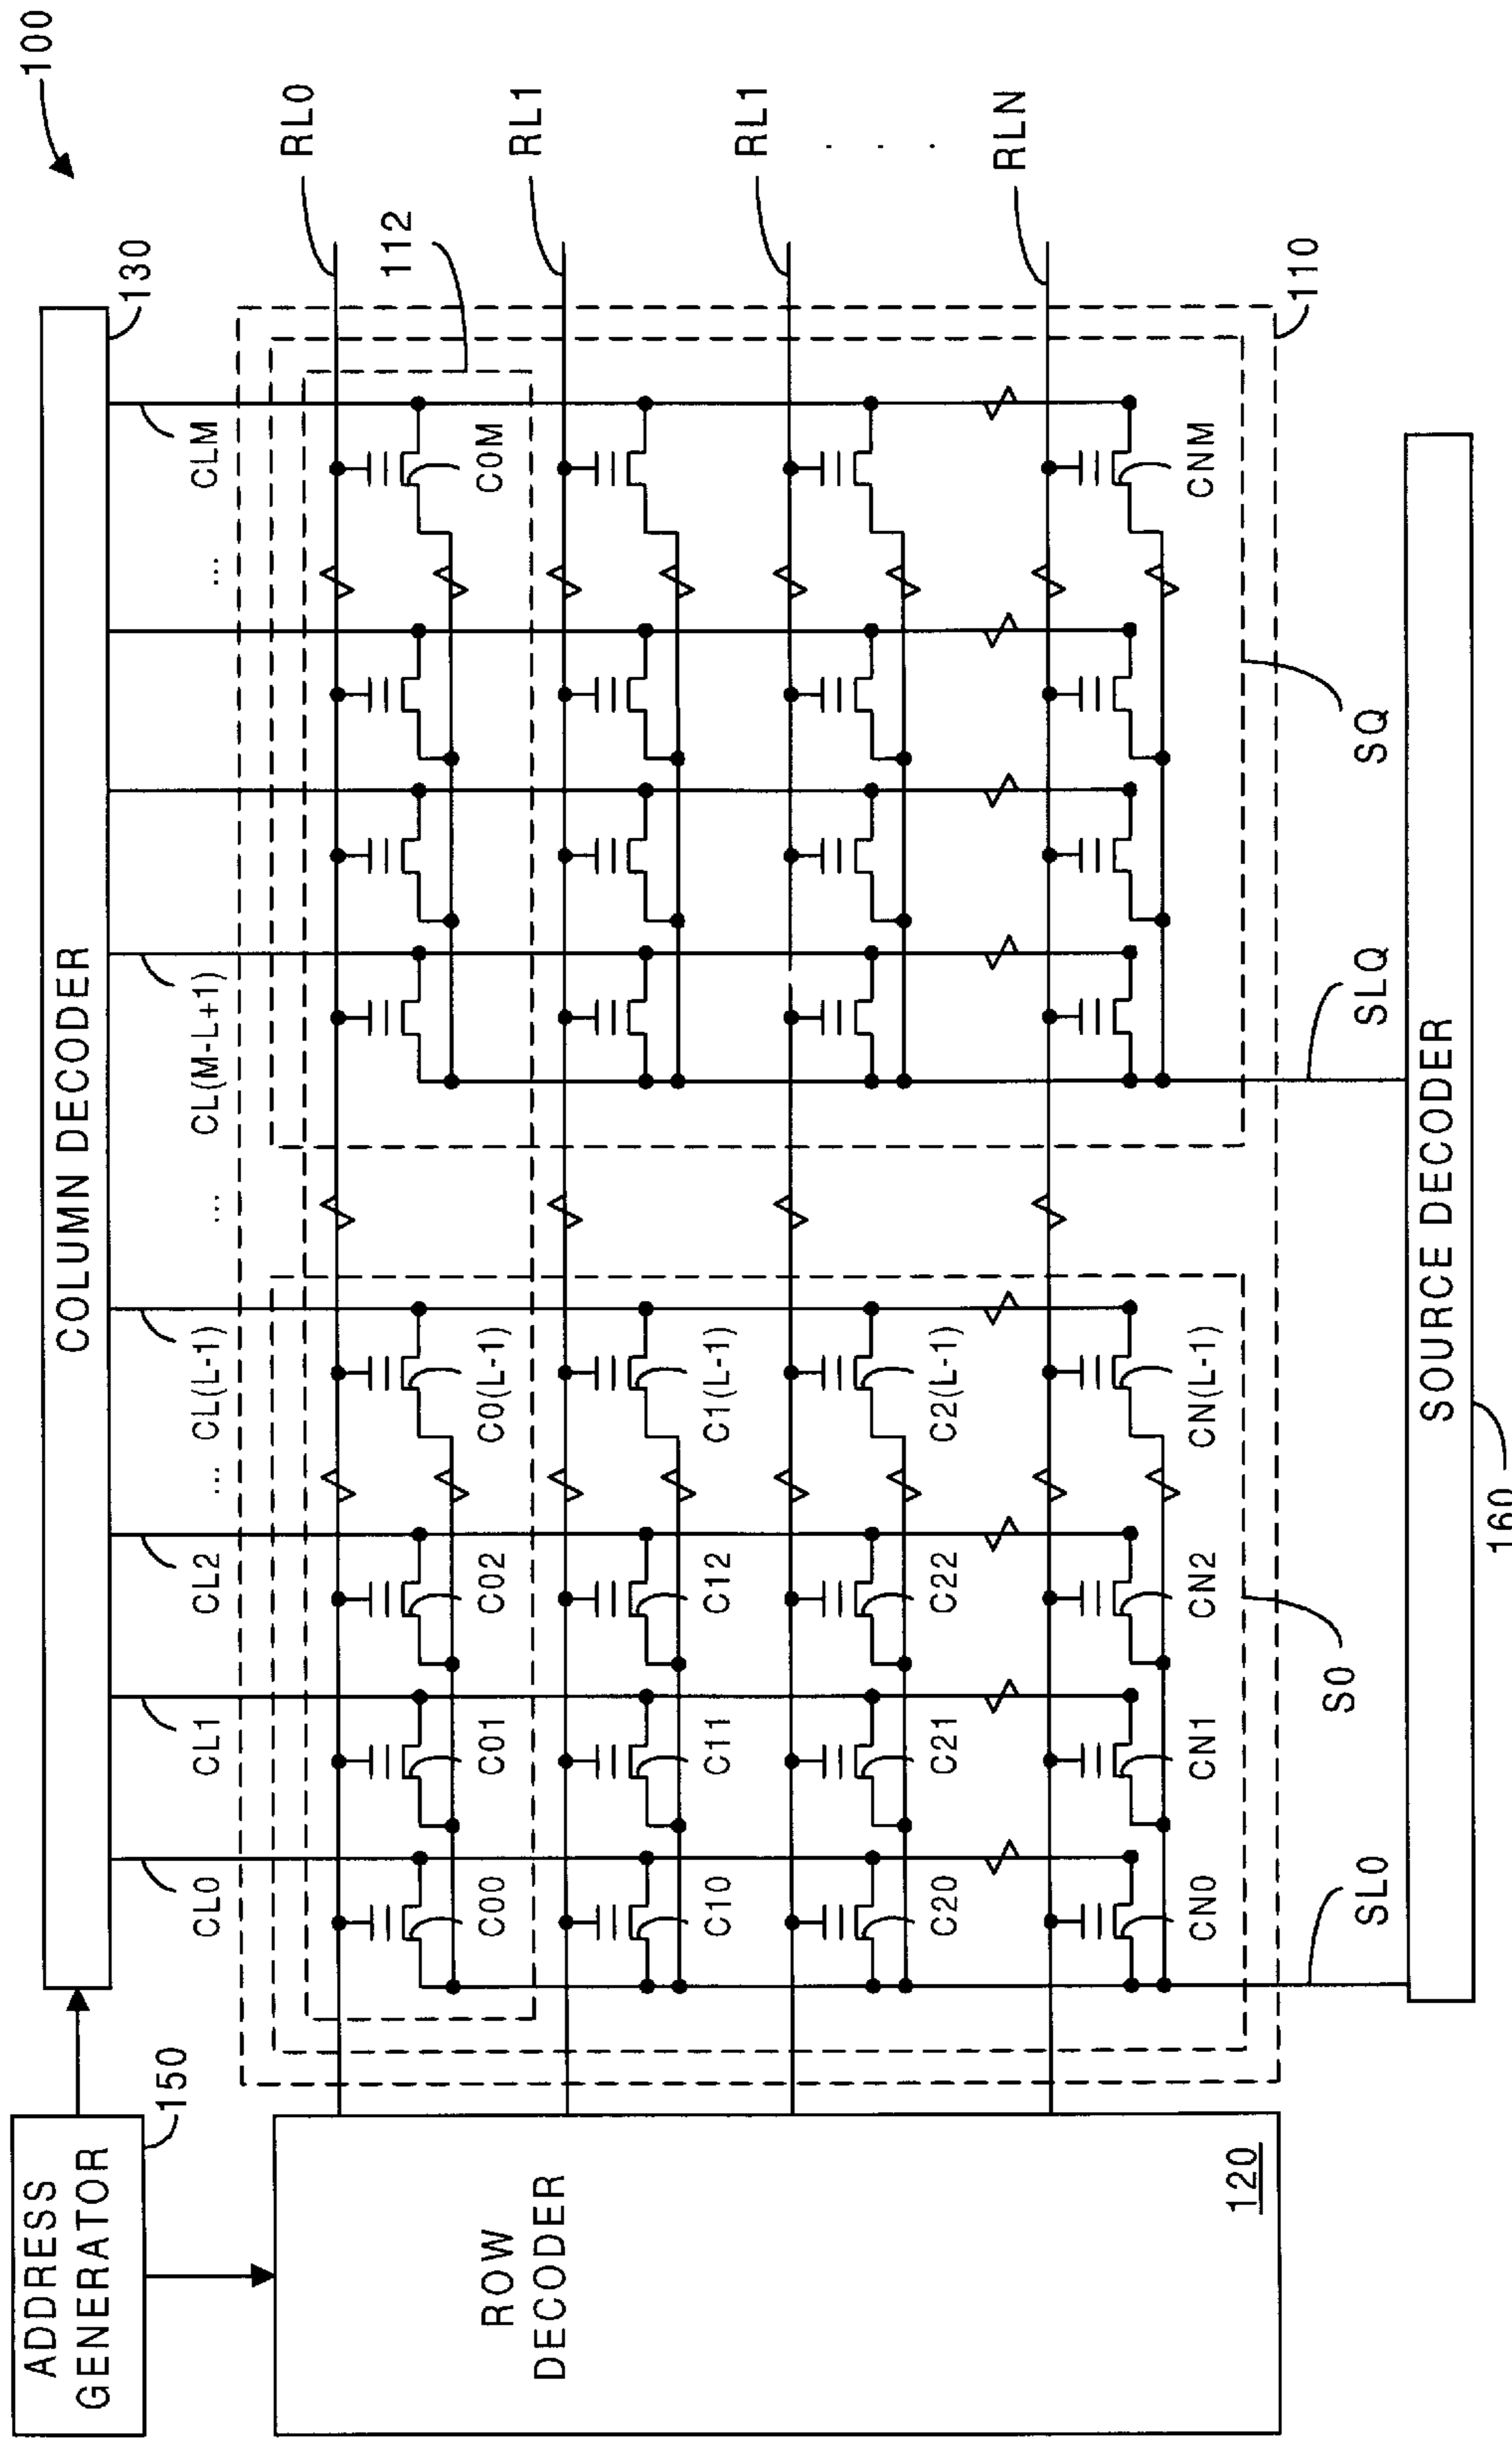 100
ADDRESS
GENERATOR
150
COLUMN DECODER
130
CL0
CL1
CL2
...
CL(L-1)
...
CL(M-L+1)
...
CLM
112
RL0
RL1
RL1
. . .
RLN
C00
C01
C02
C0(L-1)
C0M
C10
C11
C12
C1(L-1)
C20
C21
C22
C2(L-1)
CN0
CN1
CN2
CN(L-1)
CNM
ROW
DECODER
120
110
SL0
S0
SLQ
SQ
SOURCE DECODER
160